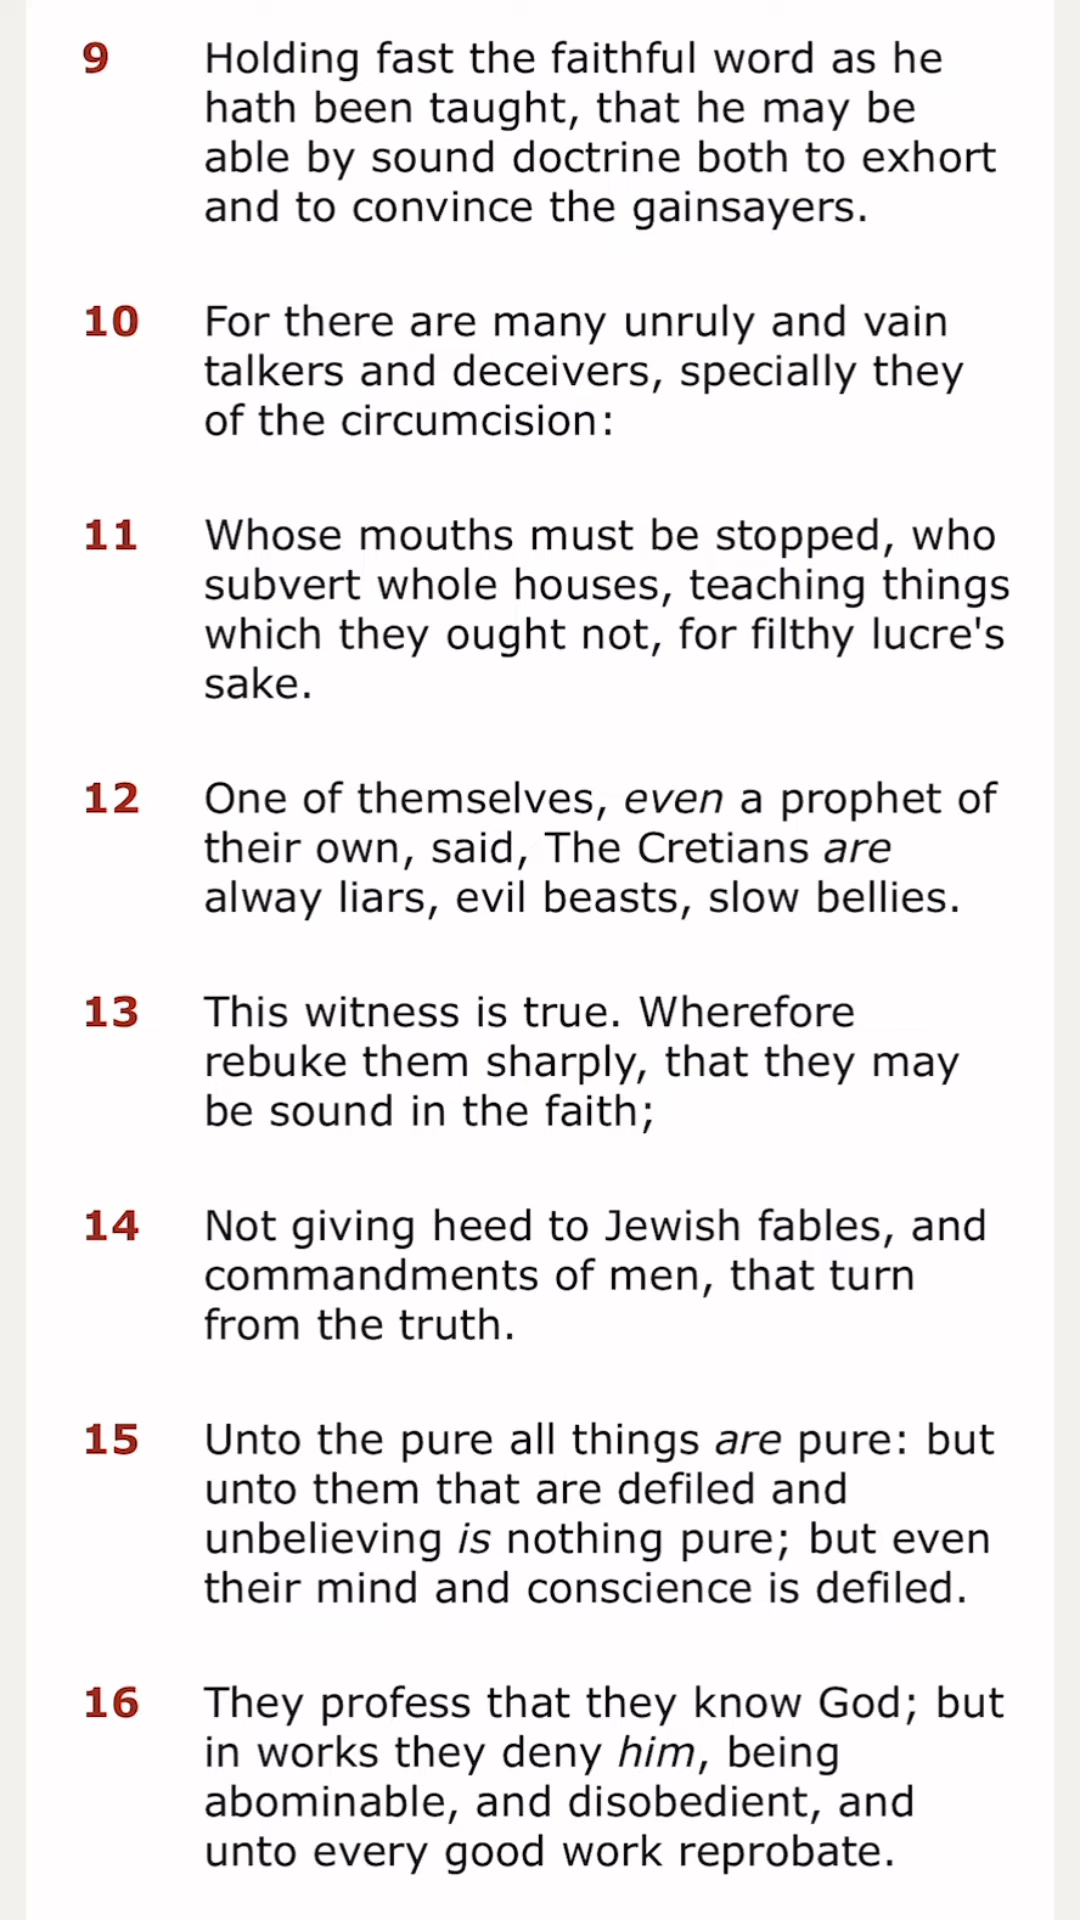 9 Holding fast the faithful word as he
hath been taught, that he may be
able by sound doctrine both to exhort
and to convince the gainsayers.
10 For there are many unruly and vain
talkers and deceivers, specially they
of the circumcision:
11 Whose mouths must be stopped, who
subvert whole houses, teaching things
which they ought not, for filthy lucre's
sake.
12 One of themselves, even a prophet of
their own, said, The Cretians are
alway liars, evil beasts, slow bellies.
13 This witness is true. Wherefore
rebuke them sharply, that they may
be sound in the faith;
14 Not giving heed to Jewish fables, and
commandments of men, that turn
from the truth.
15 Unto the pure all things are pure: but
unto them that are defiled and
unbelieving is nothing pure; but even
their mind and conscience is defiled.
16 They profess that they know God; but
in works they deny him, being
abominable, and disobedient, and
unto every good work reprobate.